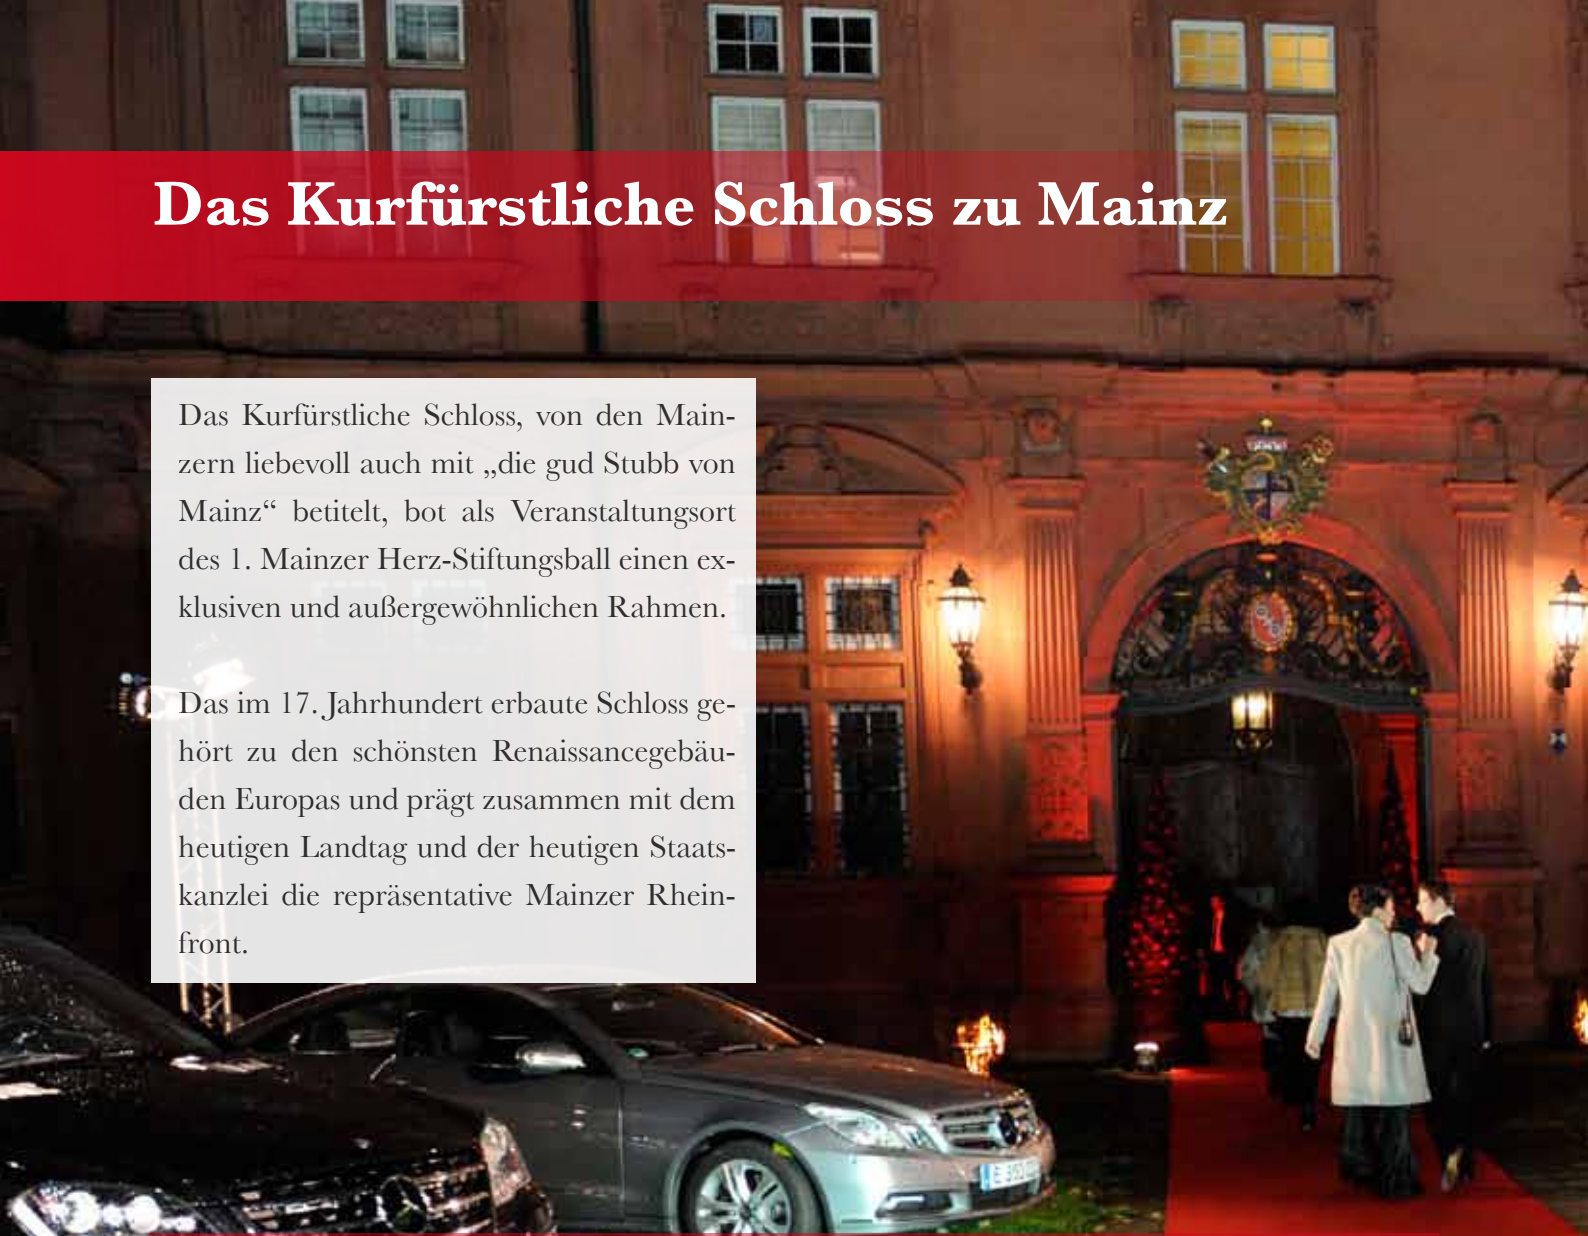 Das Kurfürstliche Schloss zu Mainz
Das Kurfürstliche Schloss, von den Main-
zern liebevoll auch mit „die gud Stubb von
Mainz“ betitelt, bot als Veranstaltungsort
des 1. Mainzer Herz-Stiftungsball einen ex-
klusiven und außergewöhnlichen Rahmen.
Das im 17. Jahrhundert erbaute Schloss ge-
hört zu den schönsten Renaissancegebäu-
den Europas und prägt zusammen mit dem
heutigen Landtag und der heutigen Staats-
kanzlei die repräsentative Mainzer Rhein-
front.